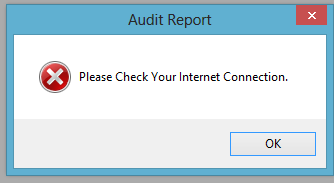 Audit Report
Please Check Your Internet Connection.
OK